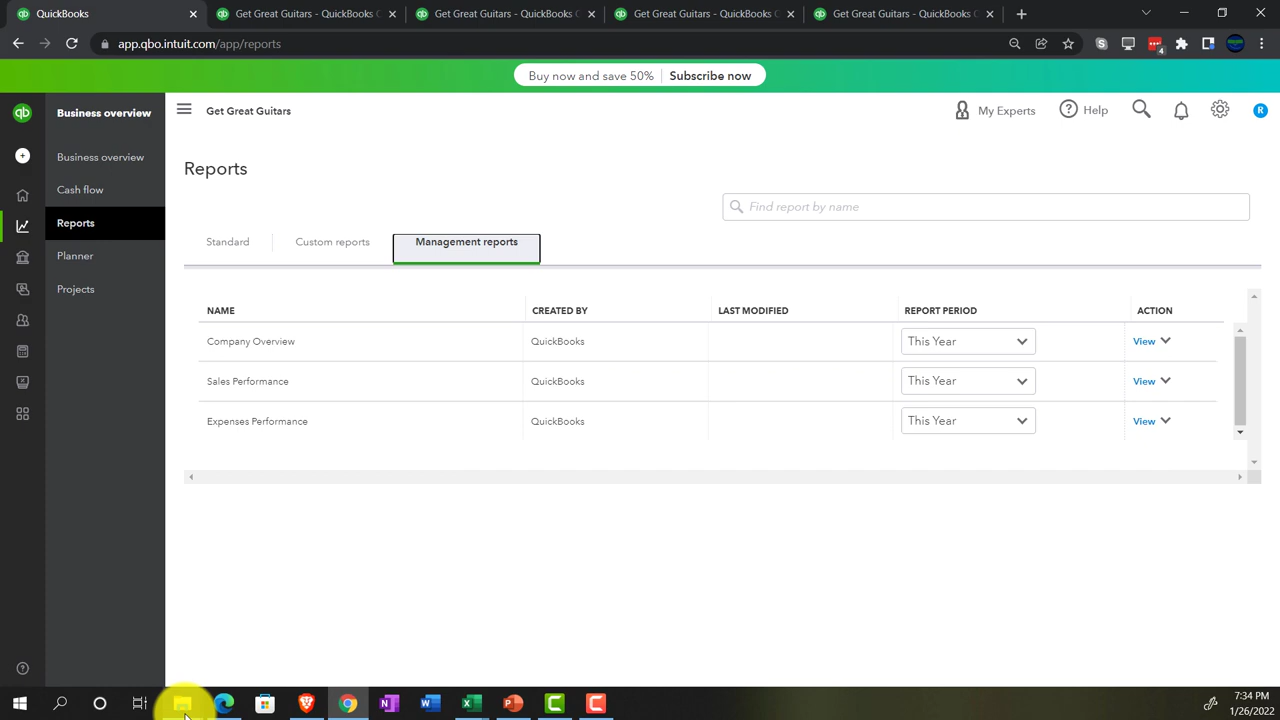 QuickBooks O
Get Great Guitars - QuickBooks C
Get Great Guitars - QuickBooks C
Get Great Guitars - QuickBooks C
Get Great Guitars - QuickBooks C
app.qbo.intuit.com/app/reports
4
Buy now and save 50% Subscribe now
qb
Business overview
Get Great Guitars
My Experts
Help
R
Business overview
Cash flow
Reports
Planner
Projects
Reports
Find report by name
Standard
Custom reports
Management reports
NAME CREATED BY LAST MODIFIED REPORT PERIOD ACTION
Company Overview QuickBooks This Year View
Sales Performance QuickBooks This Year View
Expenses Performance QuickBooks This Year View
7:34 PM
1/26/2022